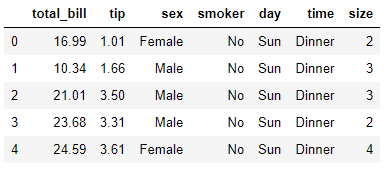 total_bill tip sex smoker day time size
0 16.99 1.01 Female No Sun Dinner 2
1 10.34 1.66 Male No Sun Dinner 3
2 21.01 3.50 Male No Sun Dinner 3
3 23.68 3.31 Male No Sun Dinner 2
4 24.59 3.61 Female No Sun Dinner 4